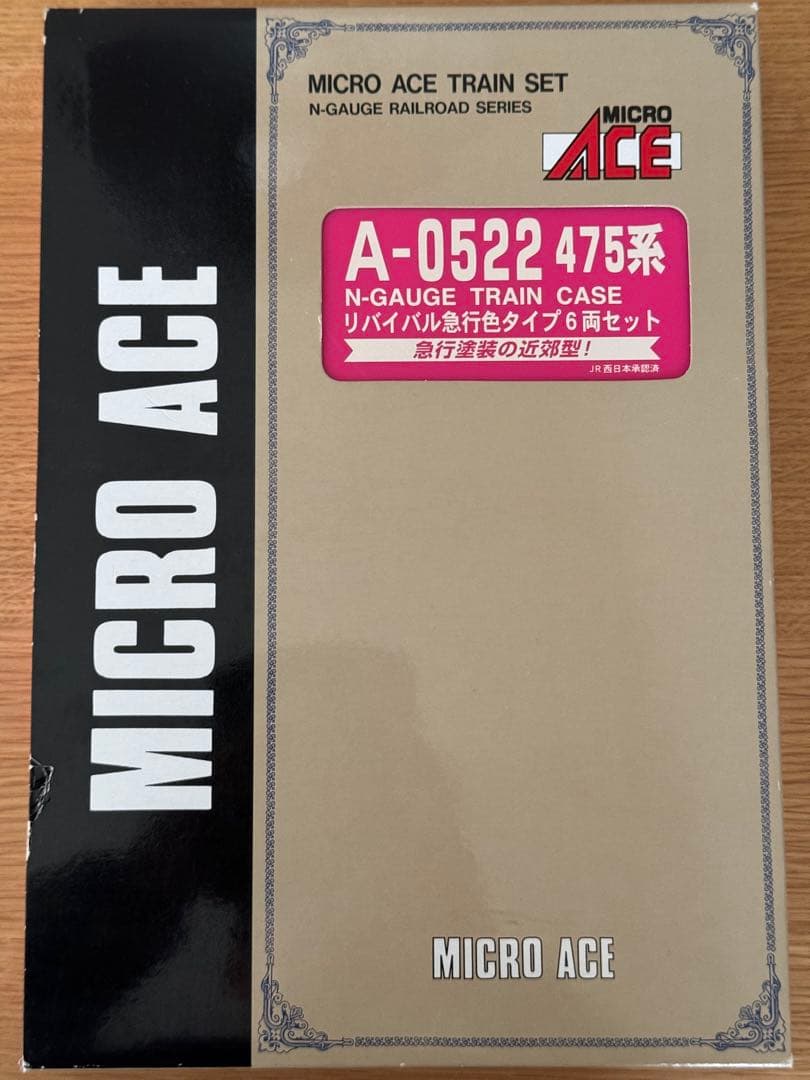 MICRO ACE
MICRO ACE TRAIN SET
N-GAUGE RAILROAD SERIES
MICRO
ACE
A-0522 475系
N-GAUGE TRAIN CASE
リバイバル急行色タイプ6両セット
急行塗装の近郊型!
JR西日本承認済
MICRO ACE